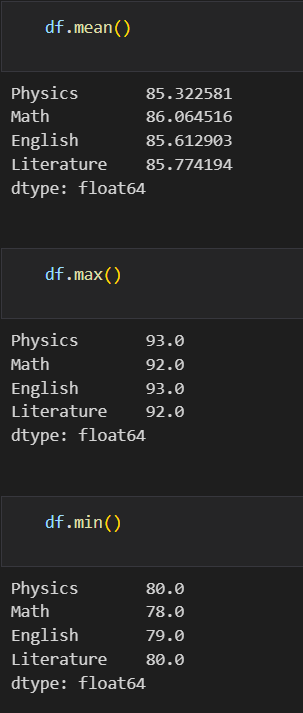 df.mean()
Physics 85.322581
Math 86.064516
English 85.612903
Literature 85.774194
dtype: float64
df.max()
Physics 93.0
Math 92.0
English 93.0
Literature 92.0
dtype: float64
df.min()
Physics 80.0
Math 78.0
English 79.0
Literature 80.0
dtype: float64